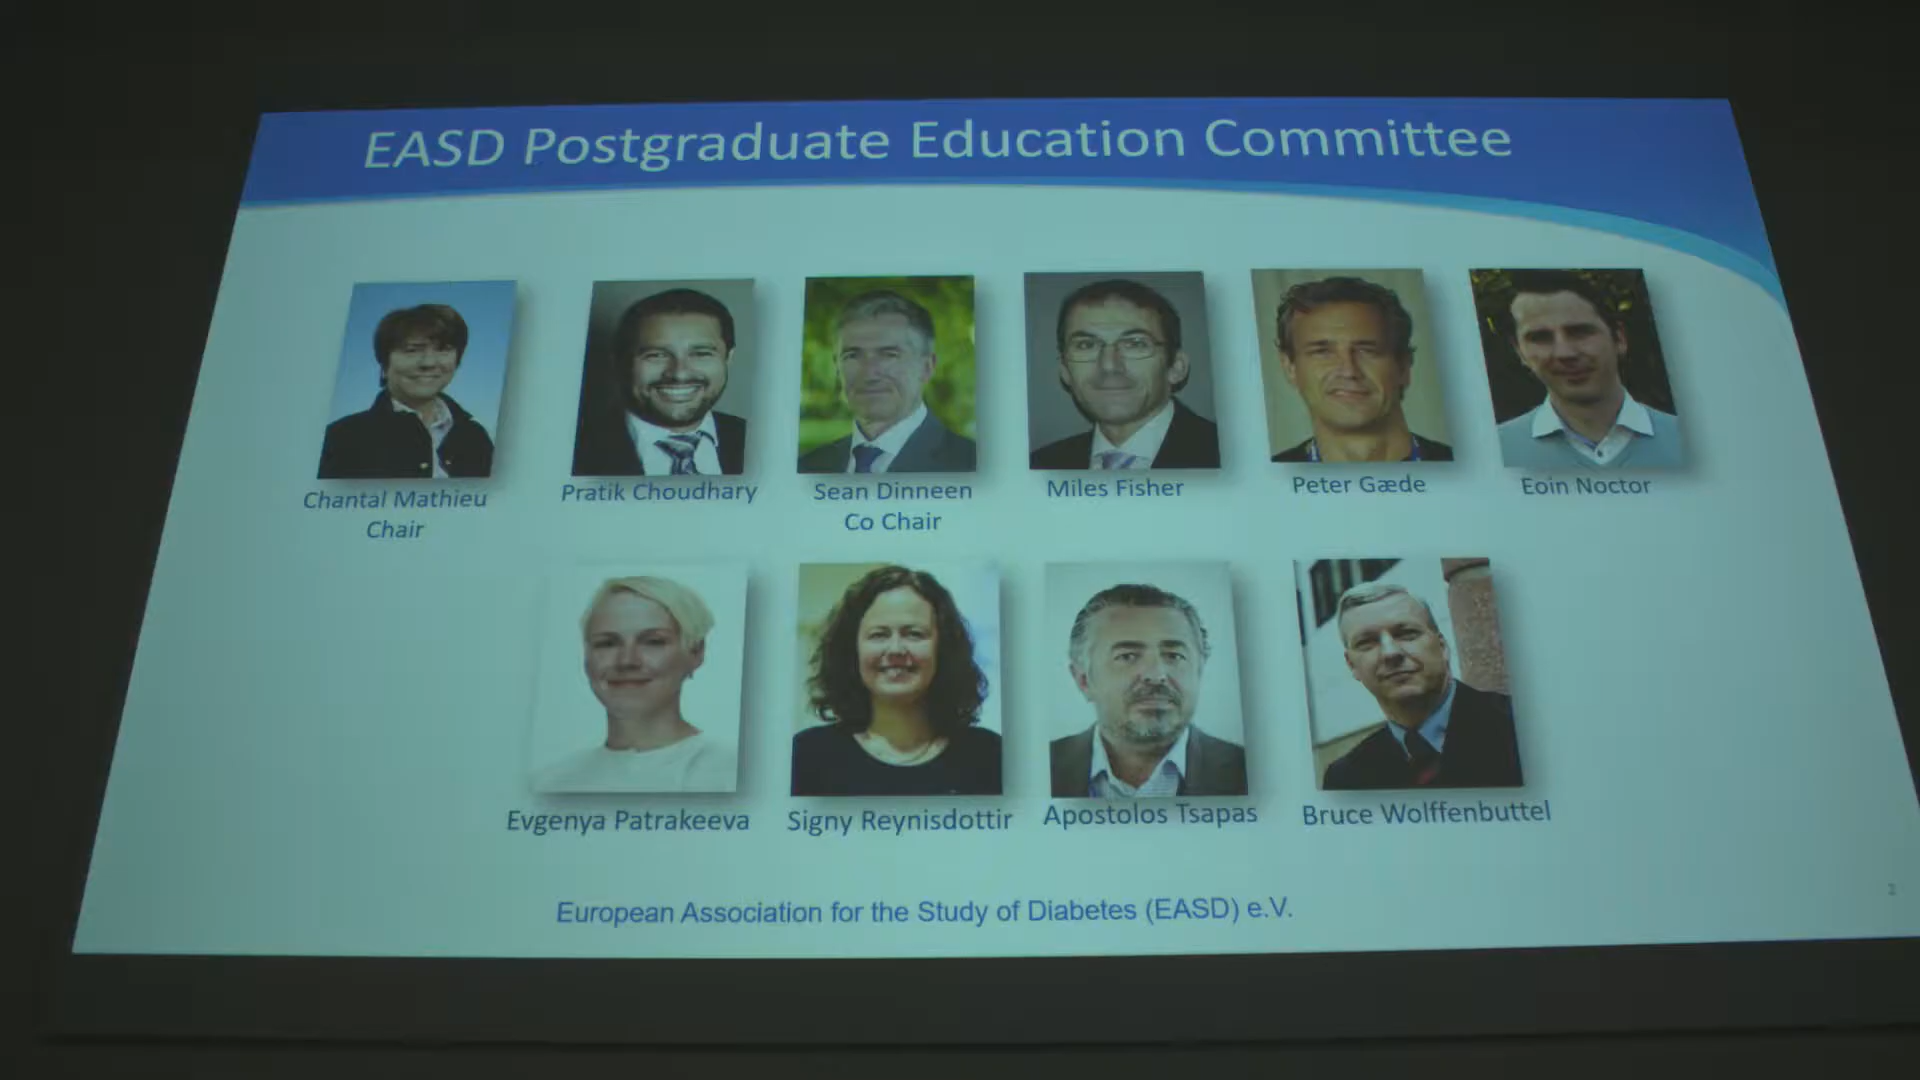 EASD Postgraduate Education Committee
Chantal Mathieu
Chair
Pratik Choudhary
Sean Dinneen
Co Chair
Miles Fisher
Peter Gæde
Eoin Noctor
Evgenya Patrakeeva
Signy Reynisdottir
Apostolos Tsapas
Bruce Wolffenbuttel
European Association for the Study of Diabetes (EASD) e.V.